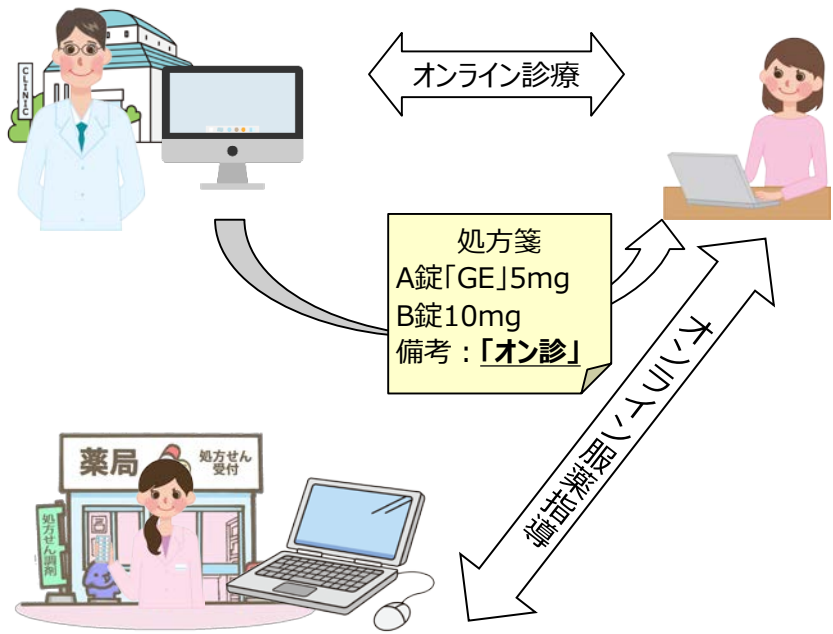 CLINIC
オンライン診療
処方箋
A錠「GE」5mg
B錠10mg
備考：「オン診」
オンライン服薬指導
薬局
処方せん
受付
処方せん調剤